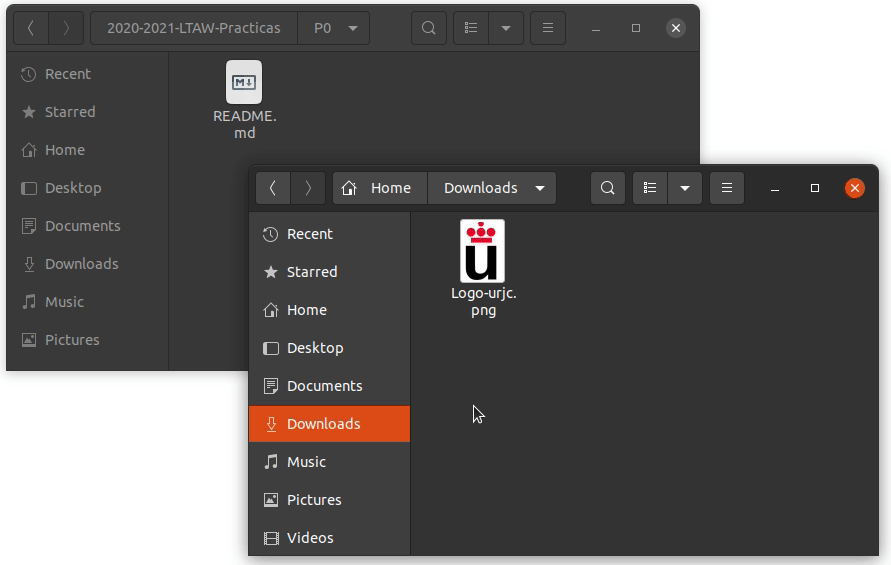 2020-2021-LTAW-Practicas P0
Recent
Starred
Home
Desktop
Documents
Downloads
Music
Pictures
M
README.
md
Home Downloads
Recent
Starred
Home
Desktop
Documents
Downloads
Music
Pictures
Videos
u
Logo-urjc.
png